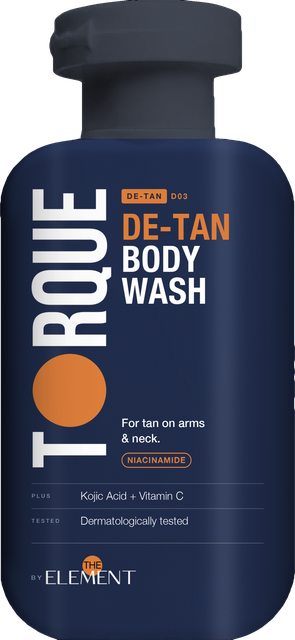 TORQUE
DE-TAN D03
DE-TAN
BODY
WASH
For tan on arms
& neck.
NIACINAMIDE
PLUS Kojic Acid + Vitamin C
TESTED Dermatologically tested
BY THE ELEMENT